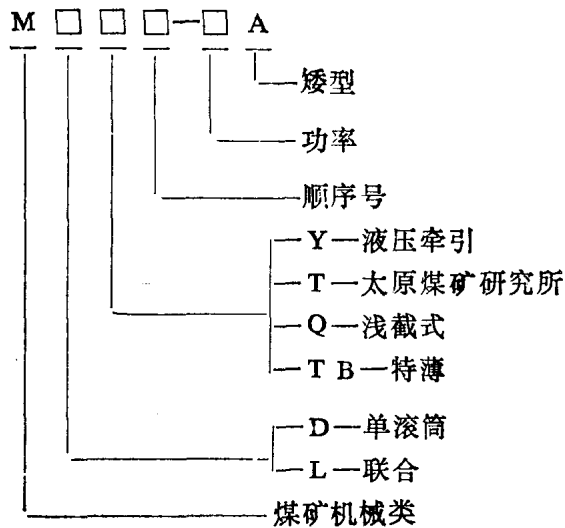 M □ □ □—□ A
矮型
功率
顺序号
Y—液压牵引
T—太原煤矿研究所
Q—浅截式
T B—特薄
D—单滚筒
L—联合
煤矿机械类